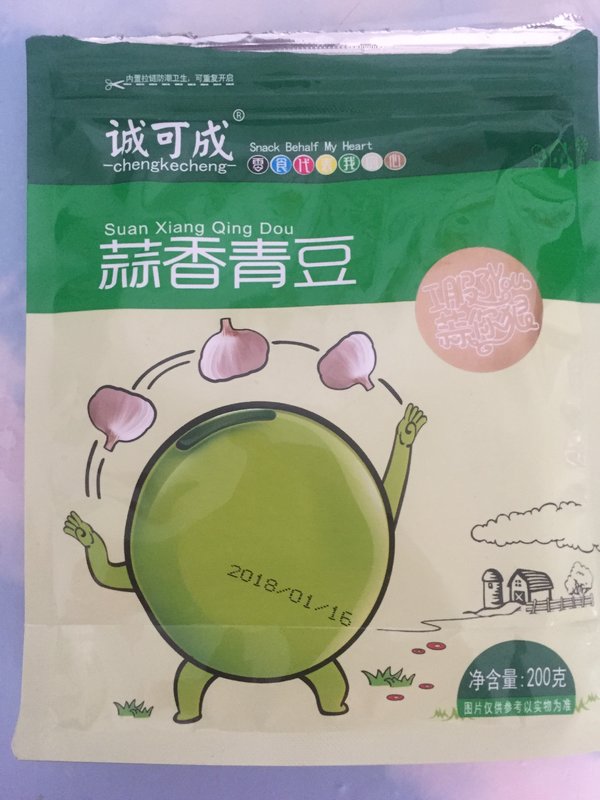 内置拉链防潮卫生，可重复开启
诚可成®
-chengkecheng-
Snack Behalf My Heart
零食代表我的心
Suan Xiang Qing Dou
蒜香青豆
蒜你狠
2018/01/16
净含量:200克
图片仅供参考以实物为准